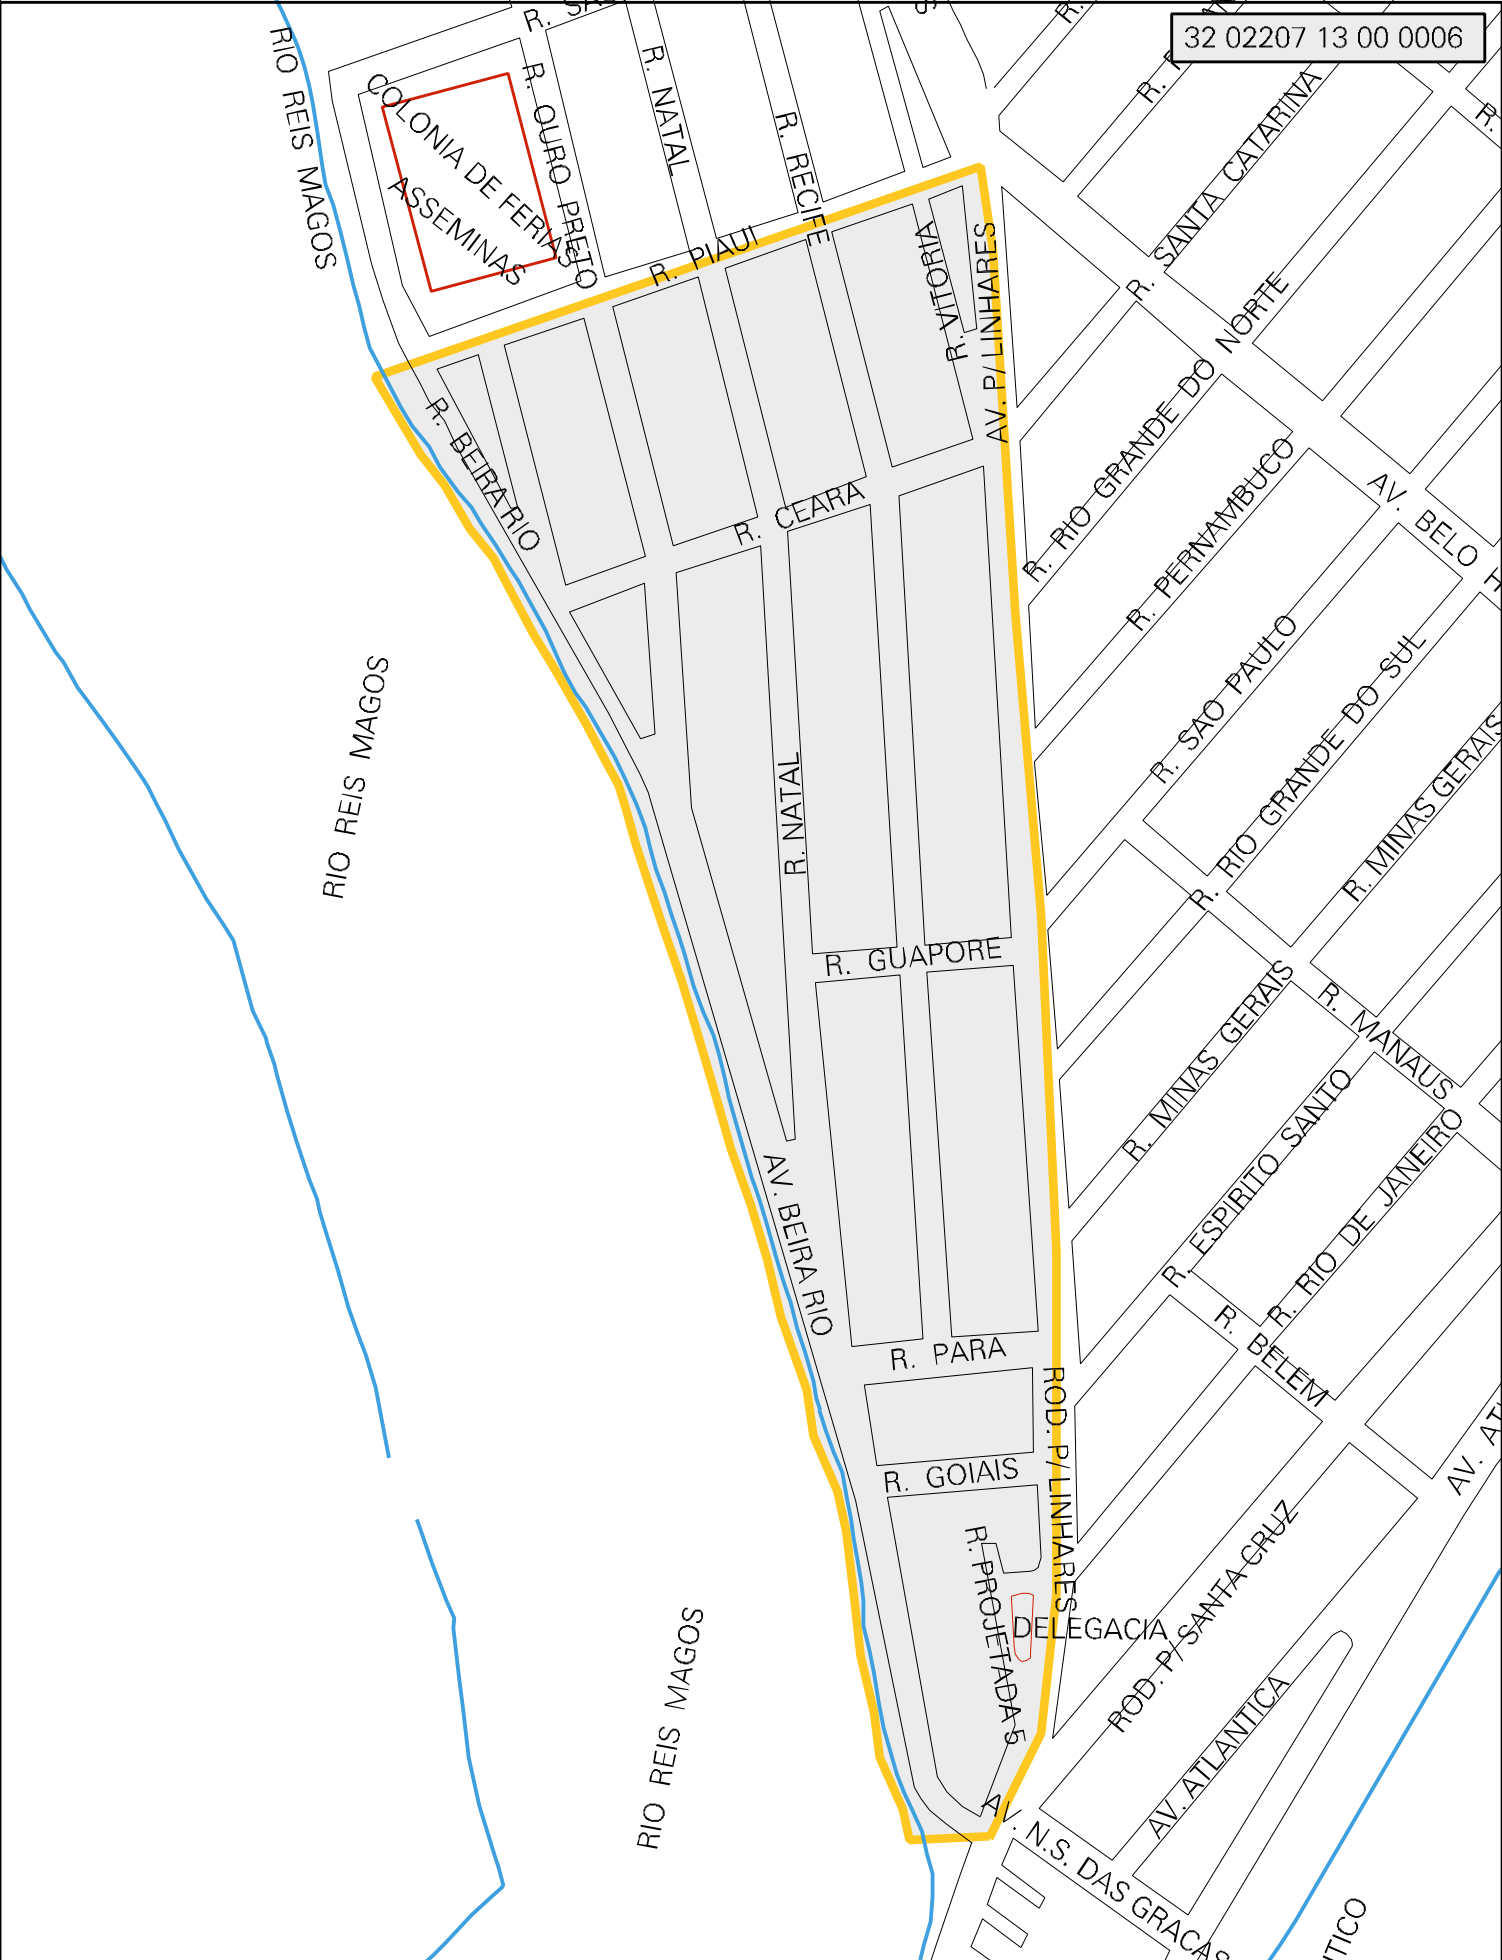 32 02207 13 00 0006
RIO REIS MAGOS
COLONIA DE FERIAS
ASSEMINAS
R. OURO PRETO
R. NATAL
R. RECIFE
R. PIAUI
R. VITORIA
AV. P/ LINHARES
R. SANTA CATARINA
R. RIO GRANDE DO NORTE
R. PERNAMBUCO
AV. BELO
R. BEIRA RIO
R. CEARA
RIO REIS MAGOS
R. SAO PAULO
R. RIO GRANDE DO SUL
R. MINAS GERAIS
R. NATAL
R. GUAPORE
R. MINAS GERAIS
R. MANAUS
R. ESPIRITO SANTO
R. RIO DE JANEIRO
AV. BEIRA RIO
R. BELEM
R. PARA
ROD. P/ LINHARES
R. GOIAIS
R. PROJETADA 5
DELEGACIA
ROD. P/ SANTA CRUZ
AV. ATLANTICA
RIO REIS MAGOS
AV. N.S. DAS GRACAS